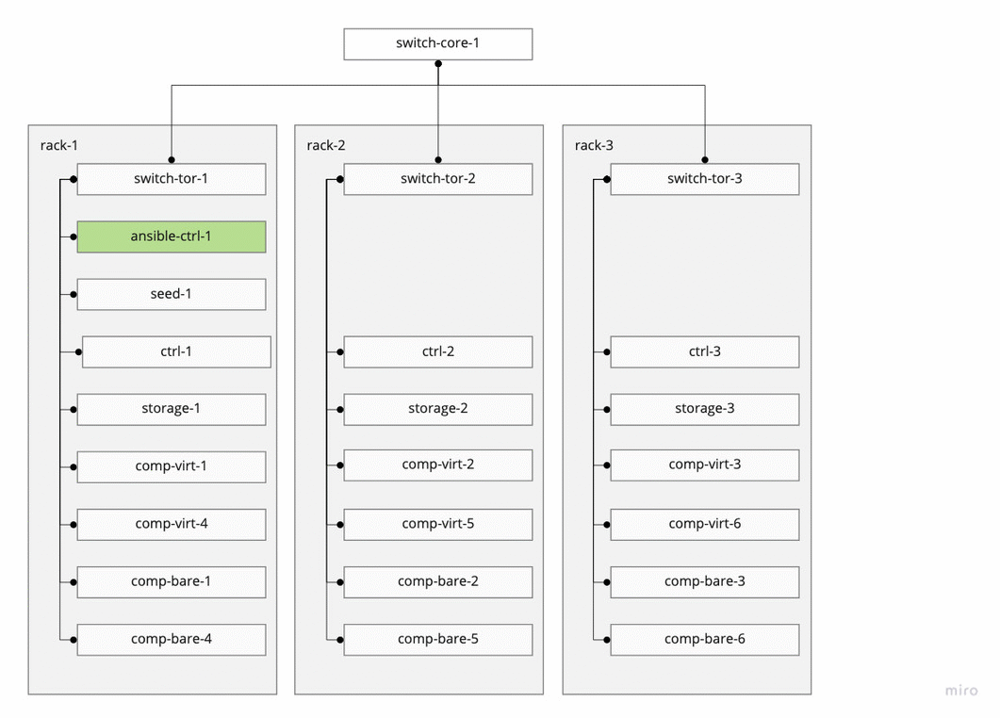 switch-core-1
rack-1
switch-tor-1
ansible-ctrl-1
seed-1
ctrl-1
storage-1
comp-virt-1
comp-virt-4
comp-bare-1
comp-bare-4
rack-2
switch-tor-2
ctrl-2
storage-2
comp-virt-2
comp-virt-5
comp-bare-2
comp-bare-5
rack-3
switch-tor-3
ctrl-3
storage-3
comp-virt-3
comp-virt-6
comp-bare-3
comp-bare-6
miro